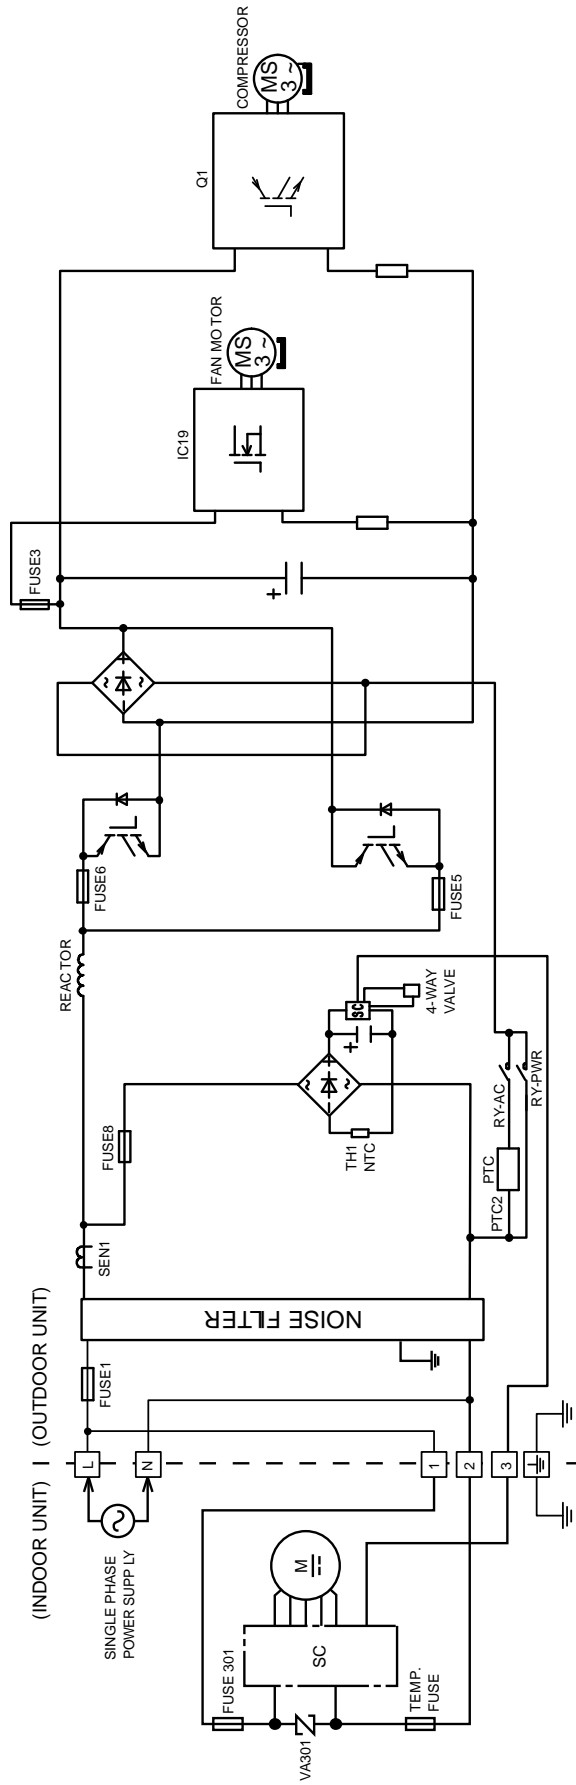 (INDOOR UNIT)
(OUTDOOR UNIT)
SINGLE PHASE
POWER SUPPLY
L
N
FUSE1
SEN1
NOISE FILTER
REACTOR
FUSE6
FUSE8
FUSE5
FUSE3
~
~
+
IC19
FAN MOTOR
MS
3 ~
Q1
COMPRESSOR
MS
3 ~
~
~
+
SC
4-WAY
VALVE
TH1
NTC
RY-AC
RY-PWR
PTC
PTC2
1
2
3
FUSE 301
VA301
SC
M
TEMP.
FUSE